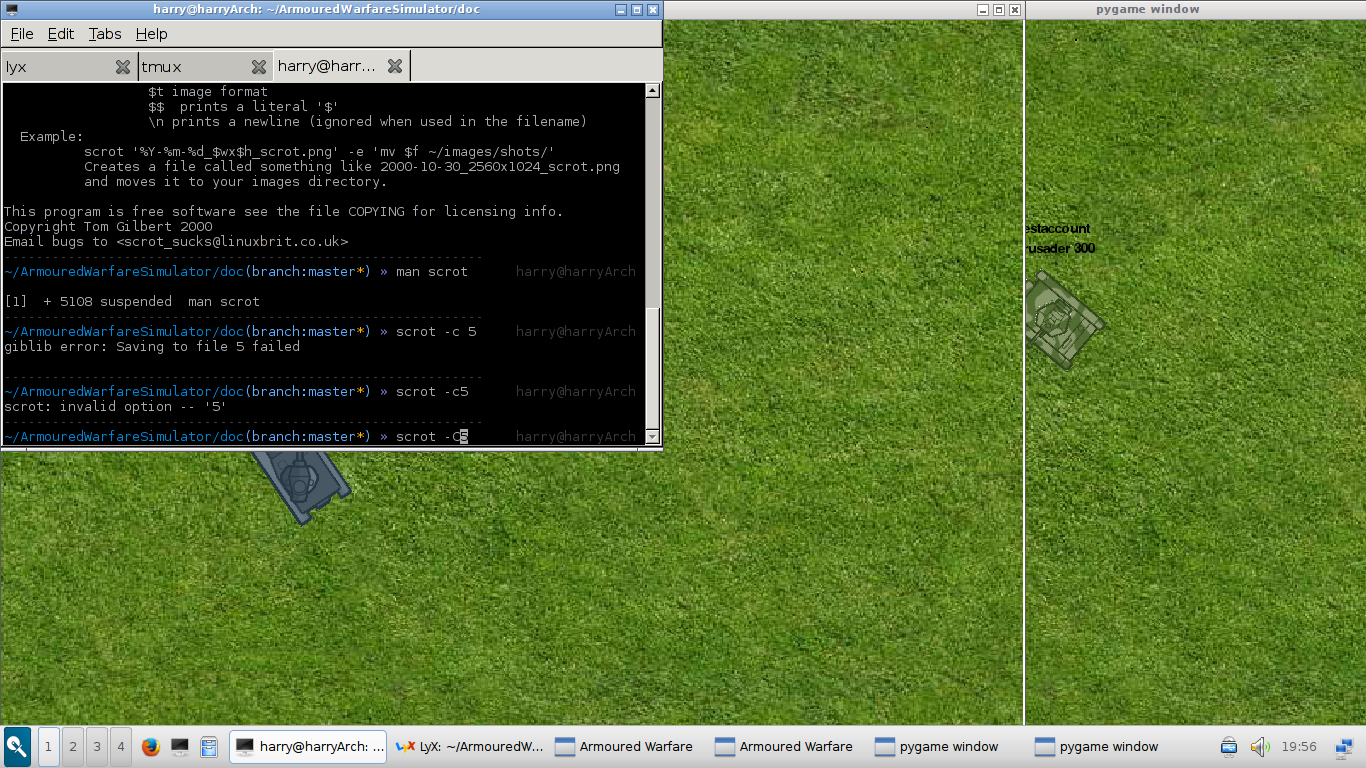 harry@harryArch: ~/ArmouredWarfareSimulator/doc
pygame window
File Edit Tabs Help
lyx
tmux
harry@harr...
$t image format
$$  prints a literal '$'
\n prints a newline (ignored when used in the filename)
Example:
scrot '%Y-%m-%d_$wx$h_scrot.png' -e 'mv $f ~/images/shots/'
Creates a file called something like 2000-10-30_2560x1024_scrot.png
and moves it to your images directory.
This program is free software see the file COPYING for licensing info.
Copyright Tom Gilbert 2000
Email bugs to <scrot_sucks@linuxbrit.co.uk>
~/ArmouredWarfareSimulator/doc(branch:master*) » man scrot harry@harryArch
[1]  + 5108 suspended  man scrot
~/ArmouredWarfareSimulator/doc(branch:master*) » scrot -c 5 harry@harryArch
giblib error: Saving to file 5 failed
~/ArmouredWarfareSimulator/doc(branch:master*) » scrot -c5 harry@harryArch
scrot: invalid option -- '5'
~/ArmouredWarfareSimulator/doc(branch:master*) » scrot -C5 harry@harryArch
estaccount
rusader 300
1 2 3 4
harry@harryArch: ...
LyX: ~/ArmouredW...
Armoured Warfare
Armoured Warfare
pygame window
pygame window
19:56